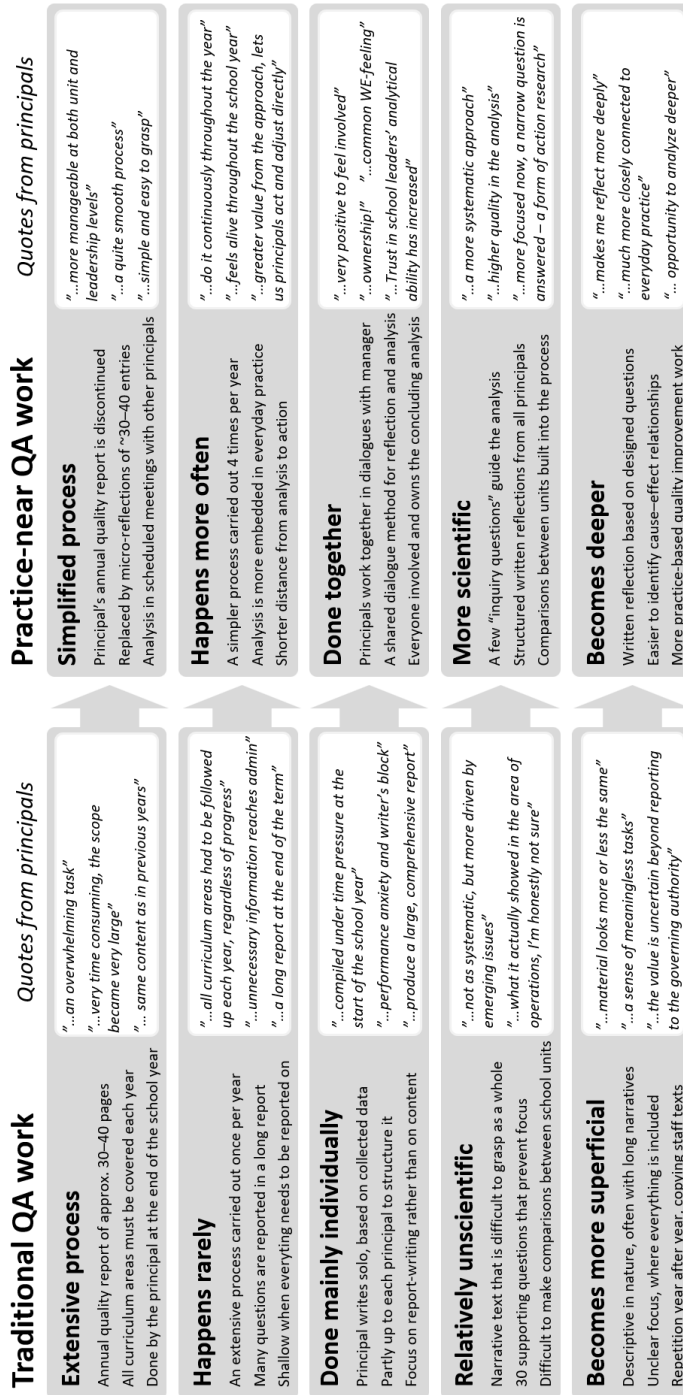 Traditional QA work
Quotes from principals
Practice-near QA work
Quotes from principals
Extensive process
Annual quality report of approx. 30–40 pages
All curriculum areas must be covered each year
Done by the principal at the end of the school year
"...an overwhelming task"
"...very time consuming, the scope
became very large"
"... same content as in previous years"
Simplified process
Principal's annual quality report is discontinued
Replaced by micro-reflections of ~30–40 entries
Analysis in scheduled meetings with other principals
"...more manageable at both unit and
leadership levels"
"...a quite smooth process"
"...simple and easy to grasp"
Happens rarely
An extensive process carried out once per year
Many questions are reported in a long report
Shallow when everyting needs to be reported on
"...all curriculum areas had to be followed
up each year, regardless of progress"
"...unnecessary information reaches admin"
"...a long report at the end of the term"
Happens more often
A simpler process carried out 4 times per year
Analysis is more embedded in everyday practice
Shorter distance from analysis to action
"...do it continuously throughout the year"
"...feels alive throughout the school year"
"...greater value from the approach, lets
us principals act and adjust directly"
Done mainly individually
Principal writes solo, based on collected data
Partly up to each principal to structure it
Focus on report-writing rather than on content
"...compiled under time pressure at the
start of the school year"
"...performance anxiety and writer's block"
"...produce a large, comprehensive report"
Done together
Principals work together in dialogues with manager
A shared dialogue method for reflection and analysis
Everyone involved and owns the concluding analysis
"...very positive to feel involved"
"...ownership!" "...common WE-feeling"
"...Trust in school leaders' analytical
ability has increased"
Relatively unscientific
Narrative text that is difficult to grasp as a whole
30 supporting questions that prevent focus
Difficult to make comparisons between school units
"...not as systematic, but more driven by
emerging issues"
"...what it actually showed in the area of
operations, I'm honestly not sure"
More scientific
A few "inquiry questions" guide the analysis
Structured written reflections from all principals
Comparisons between units built into the process
"...a more systematic approach"
"...higher quality in the analysis"
"...more focused now, a narrow question is
answered – a form of action research"
Becomes more superficial
Descriptive in nature, often with long narratives
Unclear focus, where everything is included
Repetition year after year, copying staff texts
"...material looks more or less the same"
"...a sense of meaningless tasks"
"...the value is uncertain beyond reporting
to the governing authority"
Becomes deeper
Written reflection based on designed questions
Easier to identify cause–effect relationships
More practice-based quality improvement work
"...makes me reflect more deeply"
"...much more closely connected to
everyday practice"
"... opportunity to analyze deeper"